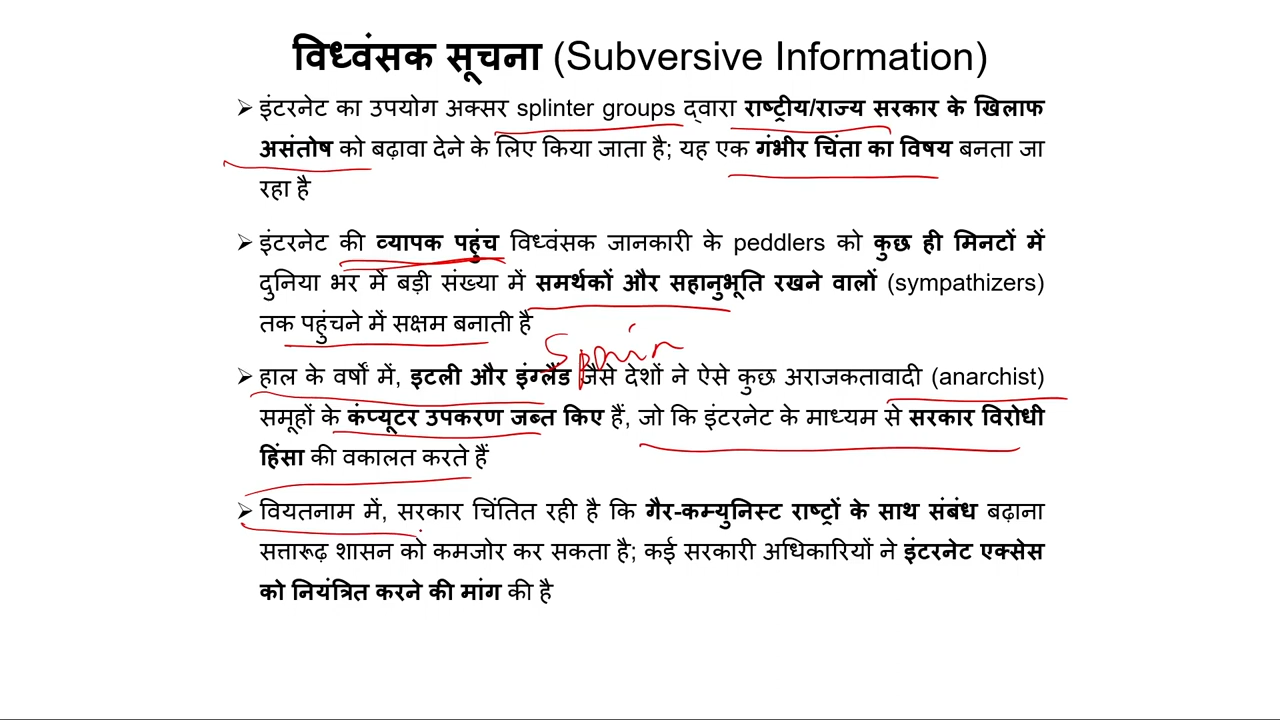 विध्वंसक सूचना (Subversive Information)
➢ इंटरनेट का उपयोग अक्सर splinter groups द्वारा राष्ट्रीय/राज्य सरकार के खिलाफ
असंतोष को बढ़ावा देने के लिए किया जाता है; यह एक गंभीर चिंता का विषय बनता जा
रहा है
➢ इंटरनेट की व्यापक पहुंच विध्वंसक जानकारी के peddlers को कुछ ही मिनटों में
दुनिया भर में बड़ी संख्या में समर्थकों और सहानुभूति रखने वालों (sympathizers)
तक पहुंचने में सक्षम बनाती है
Spain
➢ हाल के वर्षों में, इटली और इंग्लैंड जैसे देशों ने ऐसे कुछ अराजकतावादी (anarchist)
समूहों के कंप्यूटर उपकरण जब्त किए हैं, जो कि इंटरनेट के माध्यम से सरकार विरोधी
हिंसा की वकालत करते हैं
➢ वियतनाम में, सरकार चिंतित रही है कि गैर-कम्युनिस्ट राष्ट्रों के साथ संबंध बढ़ाना
सत्तारूढ़ शासन को कमजोर कर सकता है; कई सरकारी अधिकारियों ने इंटरनेट एक्सेस
को नियंत्रित करने की मांग की है